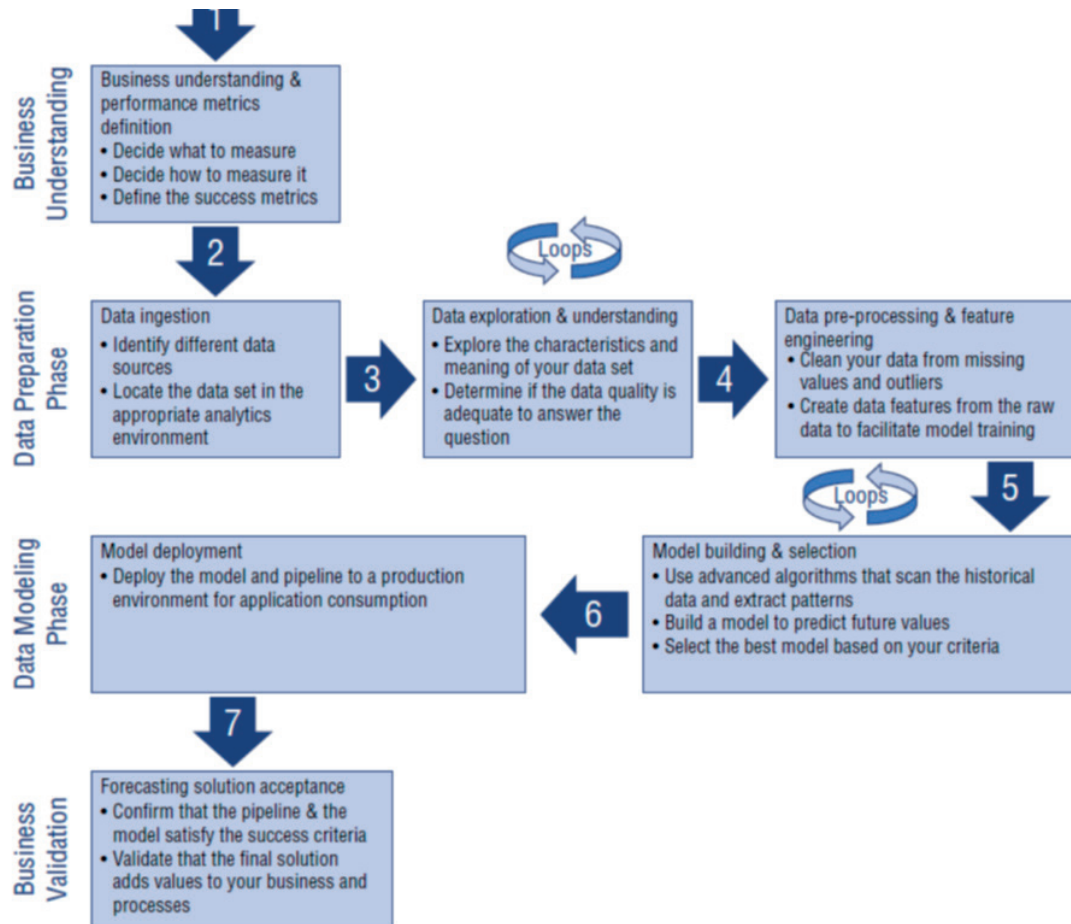 1
Business
Understanding
Business understanding &
performance metrics
definition
• Decide what to measure
• Decide how to measure it
• Define the success metrics
2
Loops
Data Preparation
Phase
Data ingestion
• Identify different data
sources
• Locate the data set in the
appropriate analytics
environment
3
Data exploration & understanding
• Explore the characteristics and
meaning of your data set
• Determine if the data quality is
adequate to answer the
question
4
Data pre-processing & feature
engineering
• Clean your data from missing
values and outliers
• Create data features from the raw
data to facilitate model training
Loops
5
Data Modeling
Phase
Model deployment
• Deploy the model and pipeline to a production
environment for application consumption
6
Model building & selection
• Use advanced algorithms that scan the historical
data and extract patterns
• Build a model to predict future values
• Select the best model based on your criteria
7
Business
Validation
Forecasting solution acceptance
• Confirm that the pipeline & the
model satisfy the success criteria
• Validate that the final solution
adds values to your business and
processes